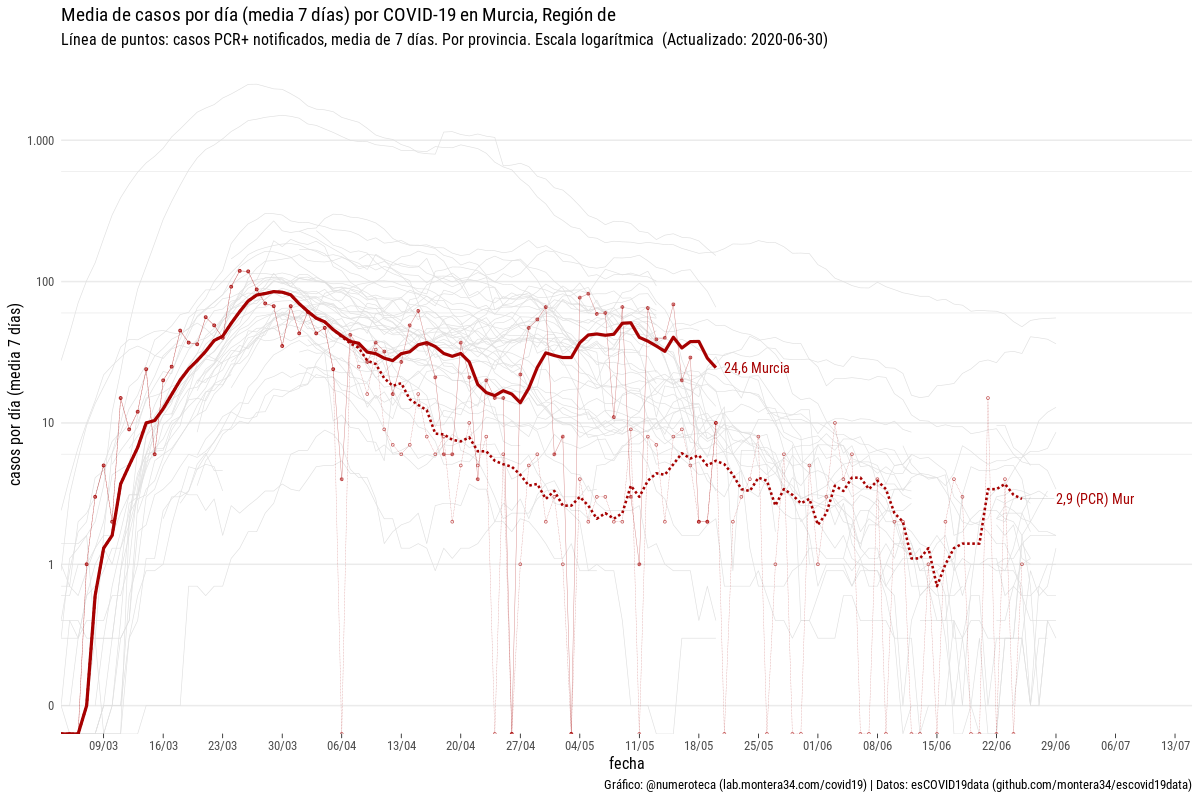 Media de casos por día (media 7 días) por COVID-19 en Murcia, Región de
Línea de puntos: casos PCR+ notificados, media de 7 días. Por provincia. Escala logarítmica (Actualizado: 2020-06-30)
casos por día (media 7 días)
1.000
100
10
1
0
24,6 Murcia
2,9 (PCR) Mur
09/03 16/03 23/03 30/03 06/04 13/04 20/04 27/04 04/05 11/05 18/05 25/05 01/06 08/06 15/06 22/06 29/06 06/07 13/07
fecha
Gráfico: @numeroteca (lab.montera34.com/covid19) | Datos: esCOVID19data (github.com/montera34/escovid19data)